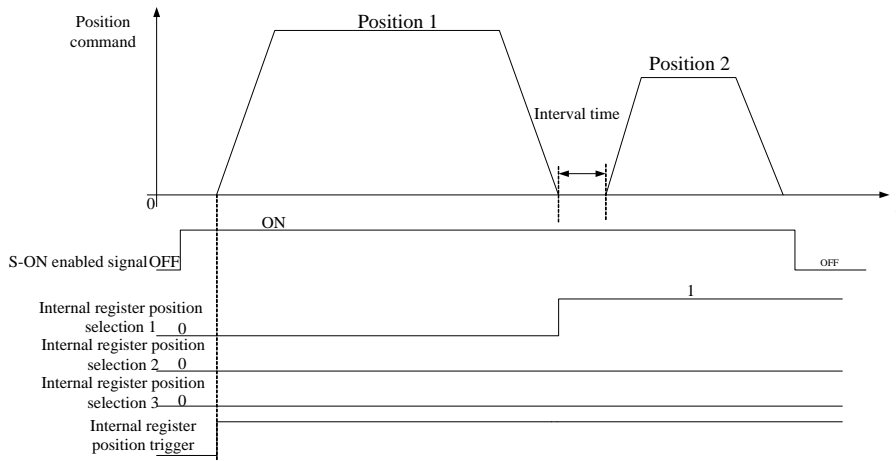 Position
command
Position 1
Position 2
Interval time
0
ON
S-ON enabled signal OFF
OFF
1
Internal register position
selection 1 0
Internal register position
selection 2 0
Internal register position
selection 3 0
Internal register
position trigger